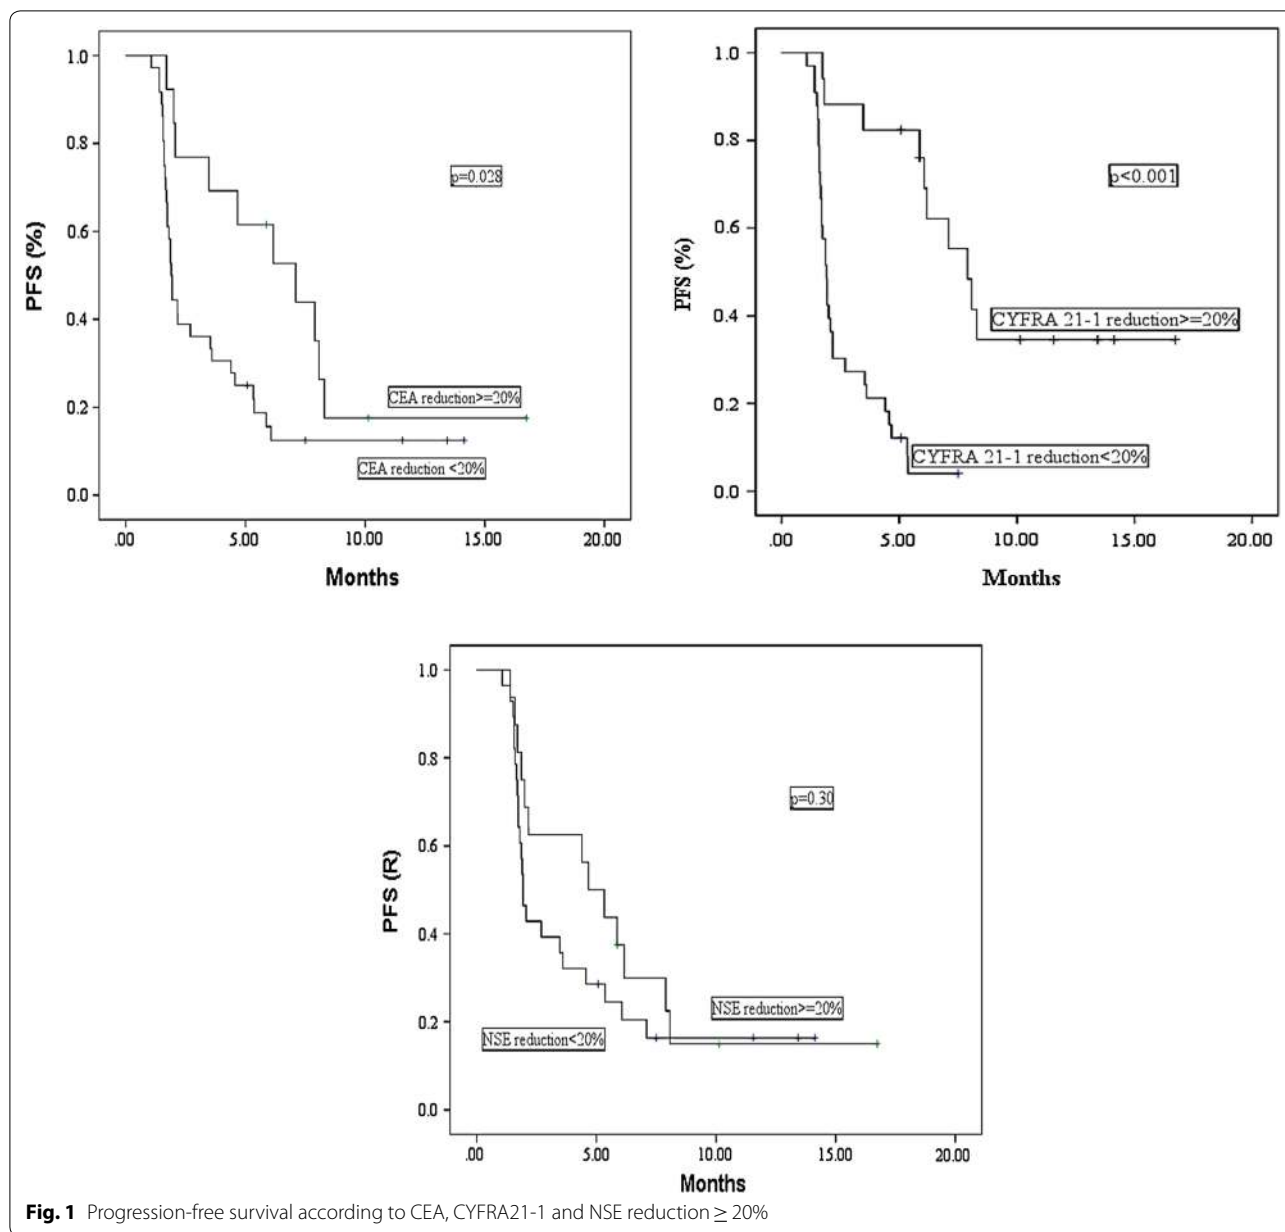 1.0
0.8
0.6
0.4
0.2
0.0
PFS (%)
p=0.028
CEA reduction>=20%
CEA reduction <20%
.00 5.00 10.00 15.00 20.00
Months
1.0
0.8
0.6
0.4
0.2
0.0
PFS (%)
p<0.001
CYFRA 21-1 reduction>=20%
CYFRA 21-1 reduction<20%
.00 5.00 10.00 15.00 20.00
Months
1.0
0.8
0.6
0.4
0.2
0.0
PFS (R)
p=0.30
NSE reduction>=20%
NSE reduction<20%
.00 5.00 10.00 15.00 20.00
Months
Fig. 1 Progression-free survival according to CEA, CYFRA21-1 and NSE reduction ≥ 20%